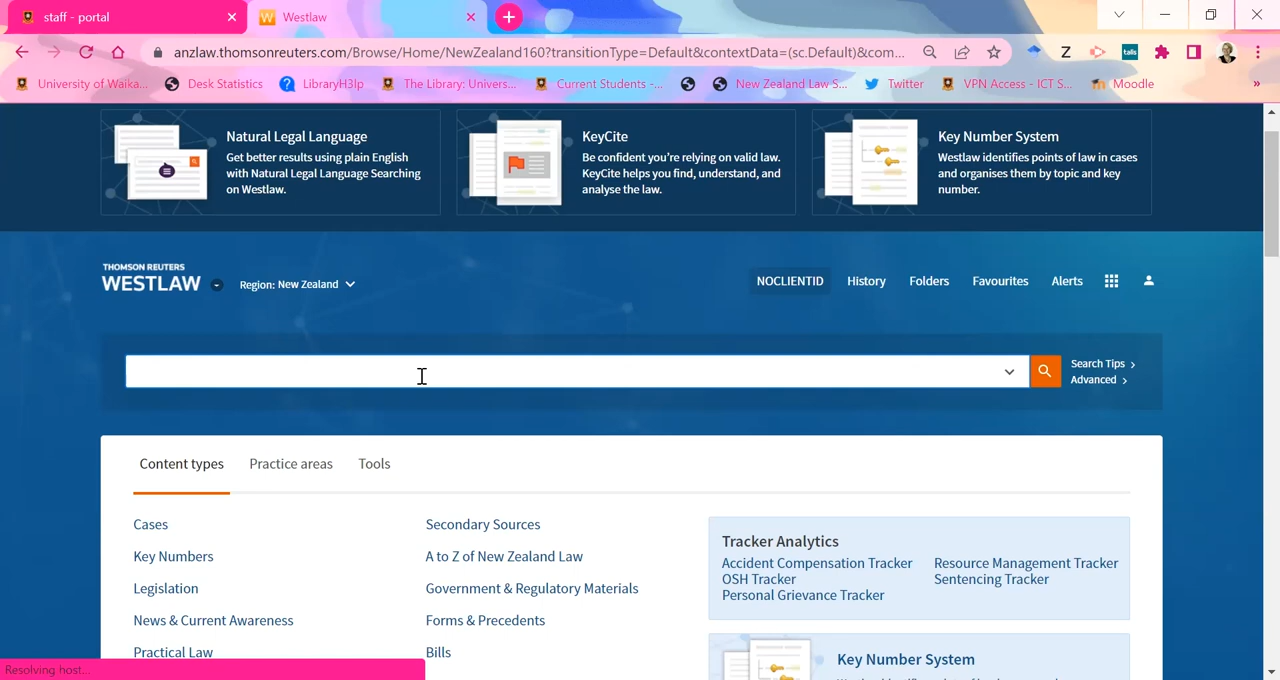 staff - portal
Westlaw
anzlaw.thomsonreuters.com/Browse/Home/NewZealand160?transitionType=Default&contextData=(sc.Default)&com...
Z
talis
University of Waika...
Desk Statistics
LibraryH3lp
The Library: Univers...
Current Students -...
New Zealand Law S...
Twitter
VPN Access - ICT S...
Moodle
»
Natural Legal Language
Get better results using plain English
with Natural Legal Language Searching
on Westlaw.
KeyCite
Be confident you're relying on valid law.
KeyCite helps you find, understand, and
analyse the law.
Key Number System
Westlaw identifies points of law in cases
and organises them by topic and key
number.
THOMSON REUTERS
WESTLAW
Region: New Zealand
NOCLIENTID
History
Folders
Favourites
Alerts
Search Tips
Advanced
Content types
Practice areas
Tools
Cases
Key Numbers
Legislation
News & Current Awareness
Practical Law
Secondary Sources
A to Z of New Zealand Law
Government & Regulatory Materials
Forms & Precedents
Bills
Tracker Analytics
Accident Compensation Tracker
OSH Tracker
Personal Grievance Tracker
Resource Management Tracker
Sentencing Tracker
Key Number System
Resolving host...